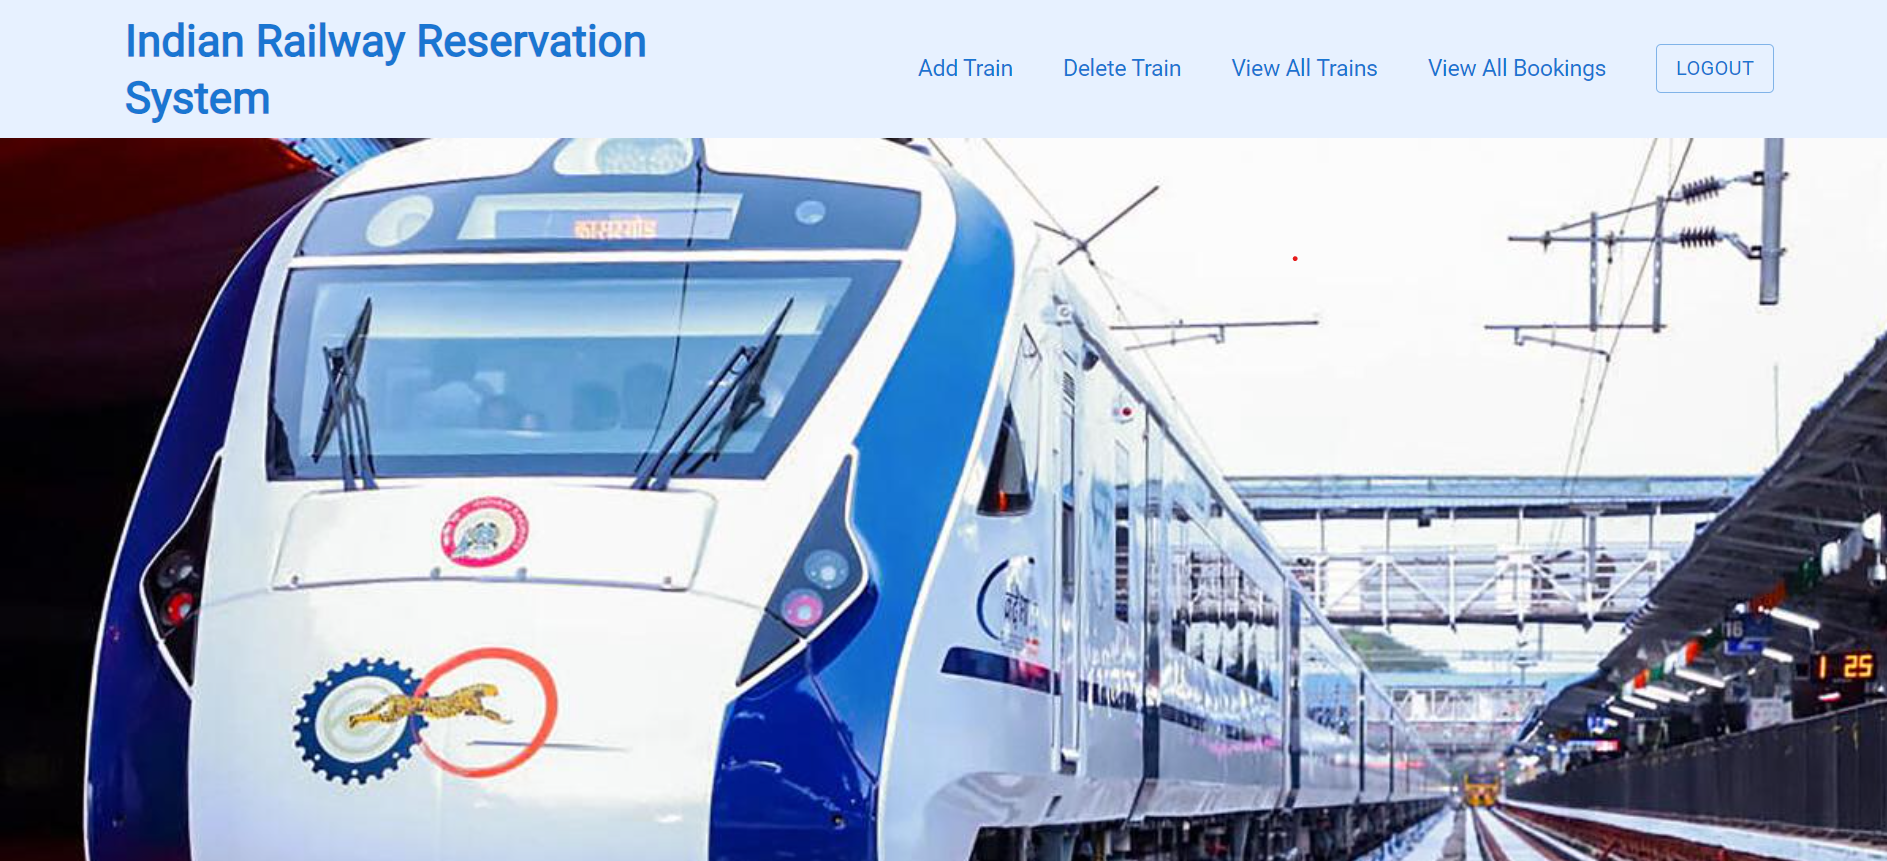 Indian Railway Reservation
System
Add Train
Delete Train
View All Trains
View All Bookings
LOGOUT
कासरगोड
16
1 25